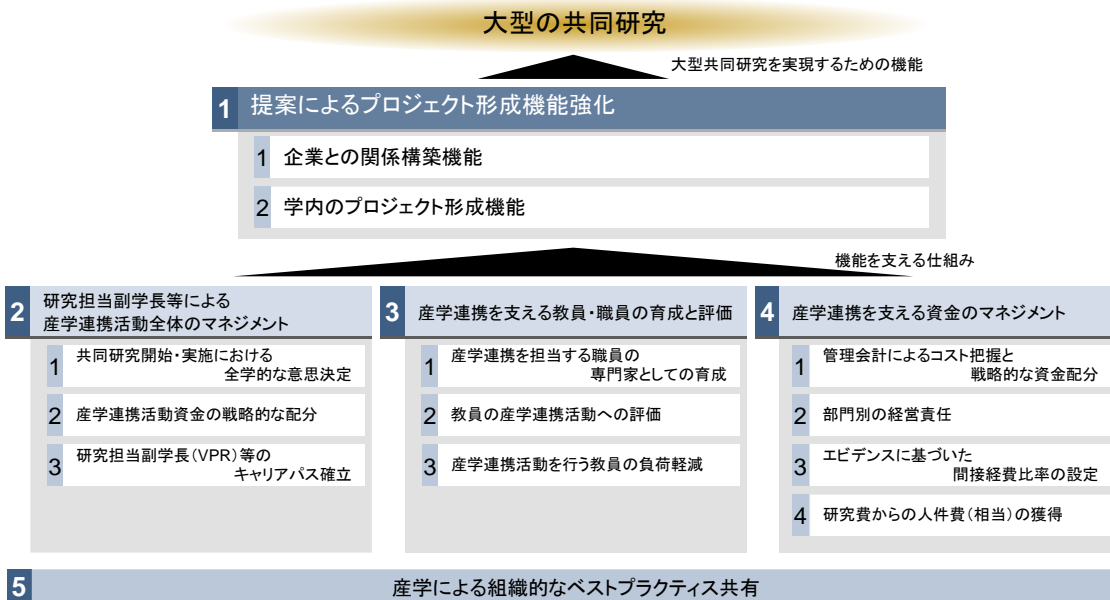 大型の共同研究
大型共同研究を実現するための機能
1 提案によるプロジェクト形成機能強化
1 企業との関係構築機能
2 学内のプロジェクト形成機能
機能を支える仕組み
2 研究担当副学長等による
産学連携活動全体のマネジメント
1 共同研究開始・実施における
全学的な意思決定
2 産学連携活動資金の戦略的な配分
3 研究担当副学長(VPR)等の
キャリアパス確立
3 産学連携を支える教員・職員の育成と評価
1 産学連携を担当する職員の
専門家としての育成
2 教員の産学連携活動への評価
3 産学連携活動を行う教員の負荷軽減
4 産学連携を支える資金のマネジメント
1 管理会計によるコスト把握と
戦略的な資金配分
2 部門別の経営責任
3 エビデンスに基づいた
間接経費比率の設定
4 研究費からの人件費(相当)の獲得
5 産学による組織的なベストプラクティス共有